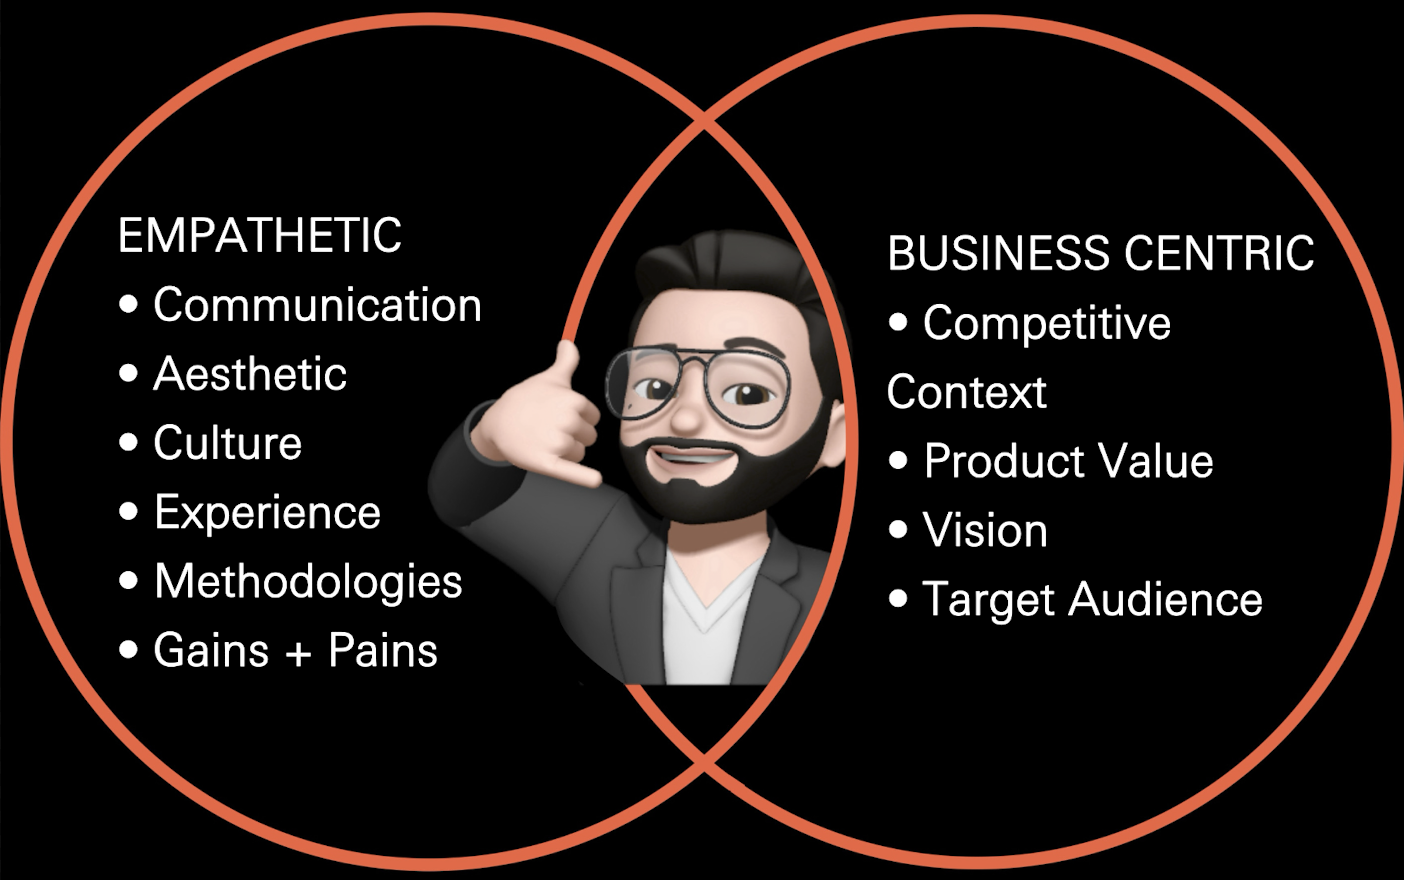 EMPATHETIC
• Communication
• Aesthetic
• Culture
• Experience
• Methodologies
• Gains + Pains
BUSINESS CENTRIC
• Competitive
Context
• Product Value
• Vision
• Target Audience